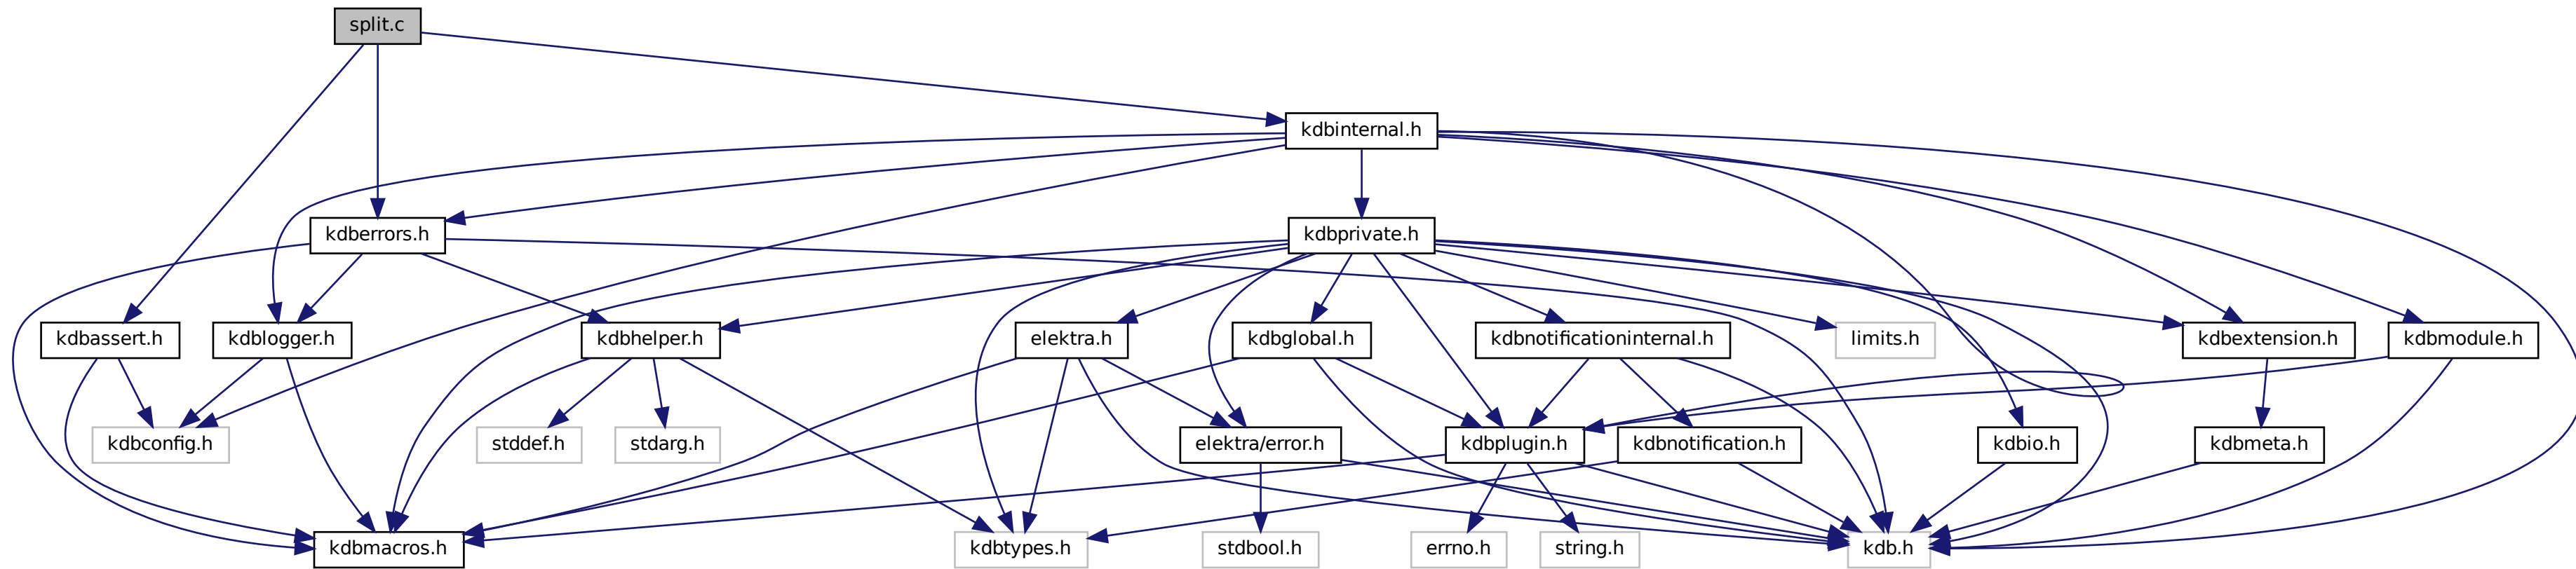 split.c
kdbinternal.h
kdberrors.h
kdbprivate.h
kdbassert.h
kdblogger.h
kdbhelper.h
elektra.h
kdbglobal.h
kdbnotificationinternal.h
limits.h
kdbextension.h
kdbmodule.h
kdbconfig.h
stddef.h
stdarg.h
elektra/error.h
kdbplugin.h
kdbnotification.h
kdbio.h
kdbmeta.h
kdbmacros.h
kdbtypes.h
stdbool.h
errno.h
string.h
kdb.h